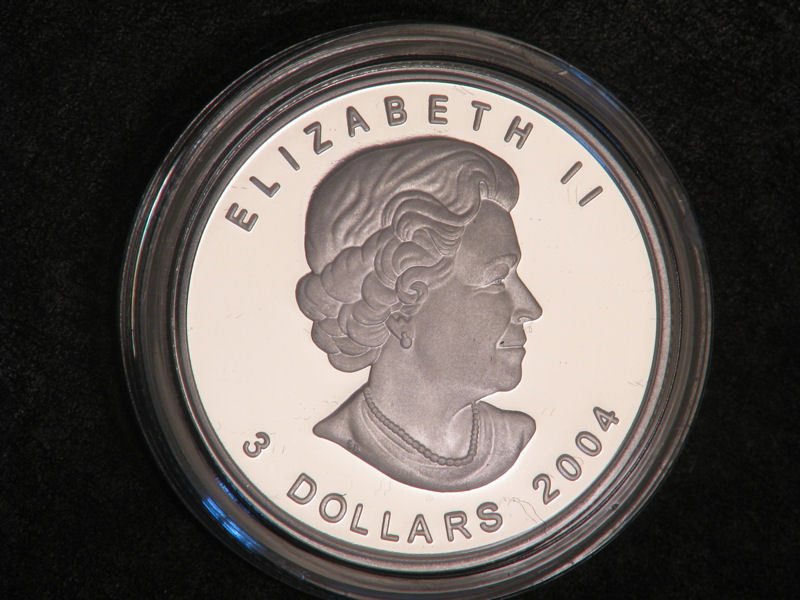 ELIZABETH II
3 DOLLARS 2004